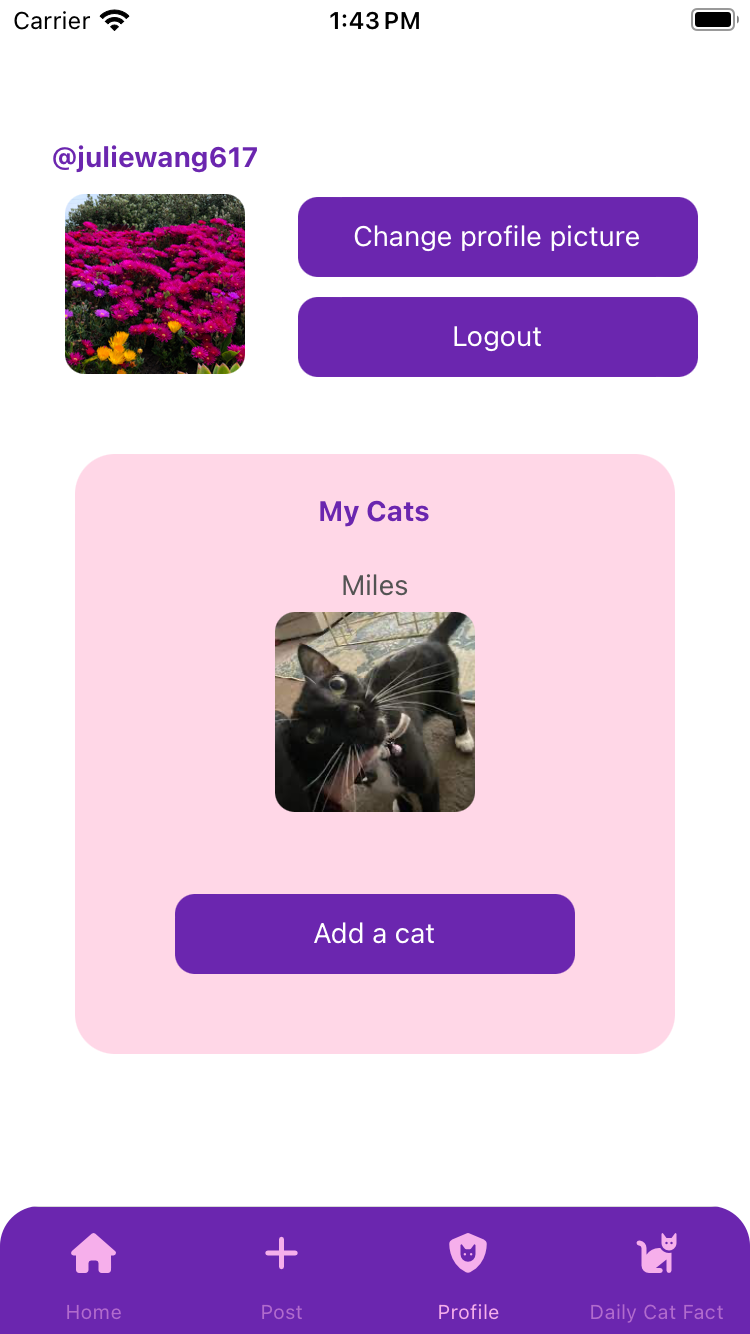 Carrier 1:43 PM
@juliewang617
Change profile picture
Logout
My Cats
Miles
Add a cat
Home Post Profile Daily Cat Fact